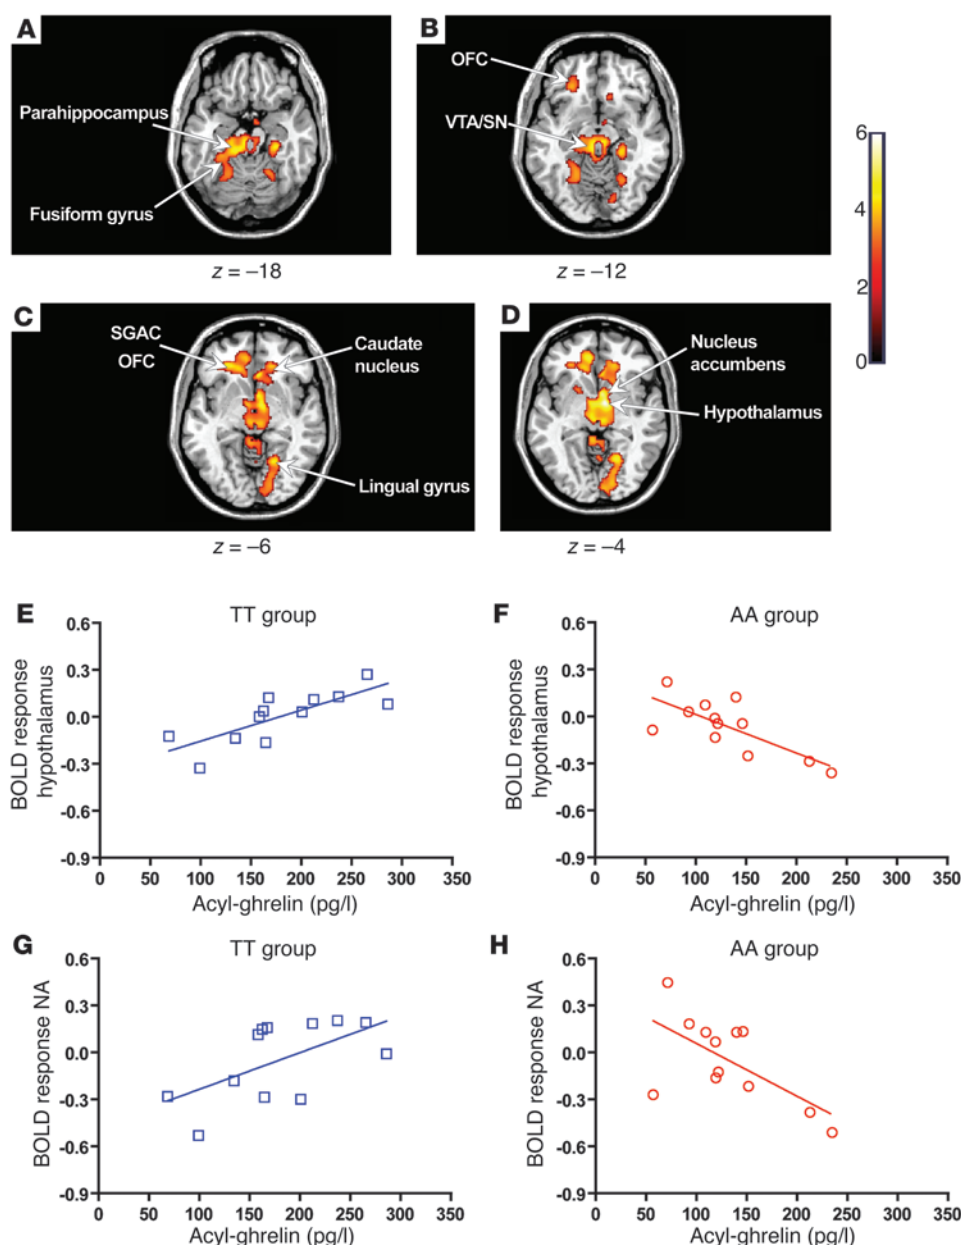 A
Parahippocampus
Fusiform gyrus
z = –18
B
OFC
VTA/SN
z = –12
6
4
2
0
C
SGAC
OFC
Caudate
nucleus
Lingual gyrus
z = –6
D
Nucleus
accumbens
Hypothalamus
z = –4
E
TT group
BOLD response
hypothalamus
0.6
0.3
0.0
-0.3
-0.6
-0.9
0 50 100 150 200 250 300 350
Acyl-ghrelin (pg/l)
F
AA group
BOLD response
hypothalamus
0.6
0.3
0.0
-0.3
-0.6
-0.9
0 50 100 150 200 250 300 350
Acyl-ghrelin (pg/l)
G
TT group
BOLD response NA
0.6
0.3
0.0
-0.3
-0.6
-0.9
0 50 100 150 200 250 300 350
Acyl-ghrelin (pg/l)
H
AA group
BOLD response NA
0.6
0.3
0.0
-0.3
-0.6
-0.9
0 50 100 150 200 250 300 350
Acyl-ghrelin (pg/l)